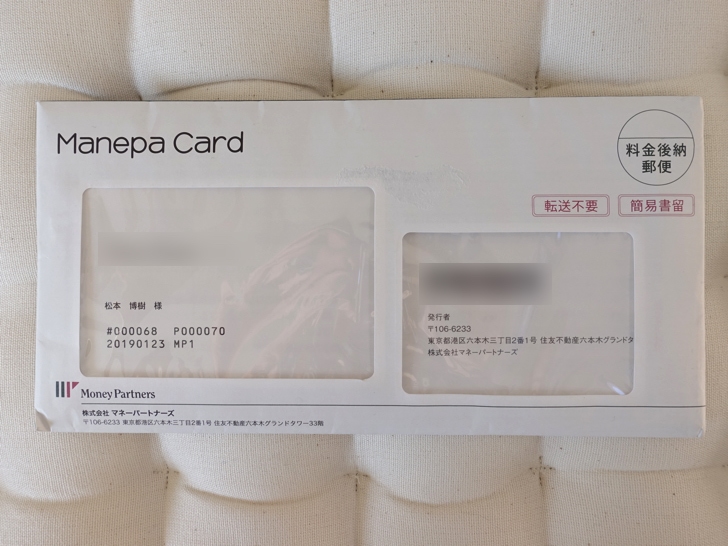 Manepa Card
料金後納
郵便
転送不要
簡易書留
松本 博樹 様
#000068 P000070
20190123 MP1
発行者
〒106-6233
東京都港区六本木三丁目2番1号 住友不動産六本木グランドタ
株式会社マネーパートナーズ
MoneyPartners
株式会社 マネーパートナーズ
〒106-6233 東京都港区六本木三丁目2番1号 住友不動産六本木グランドタワー33階